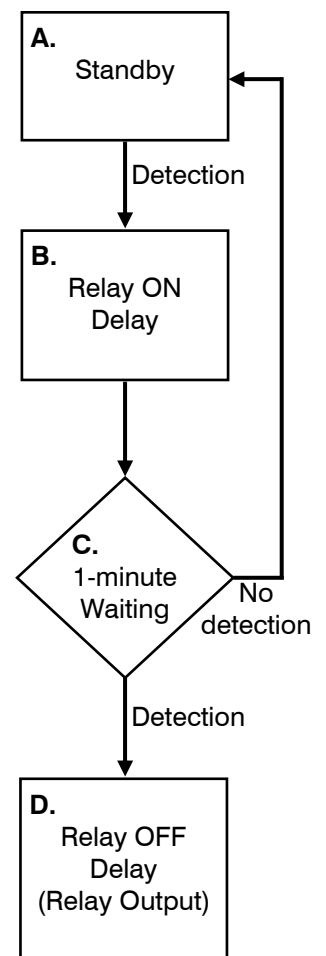 A.
Standby
Detection
B.
Relay ON
Delay
C.
1-minute
Waiting
No
detection
Detection
D.
Relay OFF
Delay
(Relay Output)